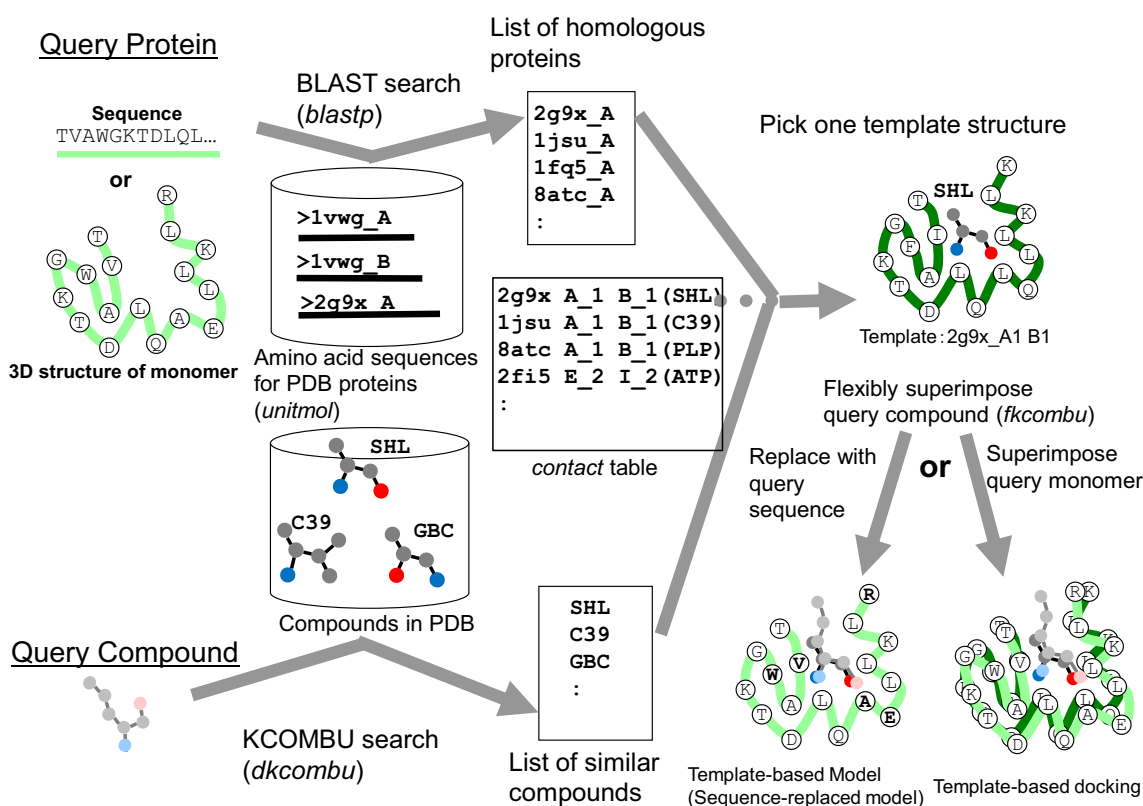 Query Protein
Sequence
TVAWGKTDLQL…
or
R
L
K
L
L
E
A
Q
L
D
T
K
G
W
A
V
T
3D structure of monomer
BLAST search
(blastp)
>1vwg_A
>1vwg_B
>2g9x_A
Amino acid sequences
for PDB proteins
(unitmol)
SHL
C39
GBC
Compounds in PDB
Query Compound
KCOMBU search
(dkcombu)
List of homologous
proteins
2g9x_A
1jsu_A
1fq5_A
8atc_A
:
2g9x A_1 B_1(SHL)
1jsu A_1 B_1(C39)
8atc A_1 B_1(PLP)
2fi5 E_2 I_2(ATP)
:
contact table
SHL
C39
GBC
:
List of similar
compounds
Pick one template structure
SHL
K
L
K
L
L
Q
L
Q
L
D
T
K
G
F
A
I
T
Template:2g9x_A1 B1
Flexibly superimpose
query compound (fkcombu)
Replace with
query
sequence
or
Superimpose
query monomer
R
L
K
L
L
E
A
Q
L
D
T
K
G
W
A
V
T
Template-based Model
(Sequence-replaced model)
R
K
L
K
L
L
A
Q
L
D
T
K
G
W
A
V
T
Template-based docking